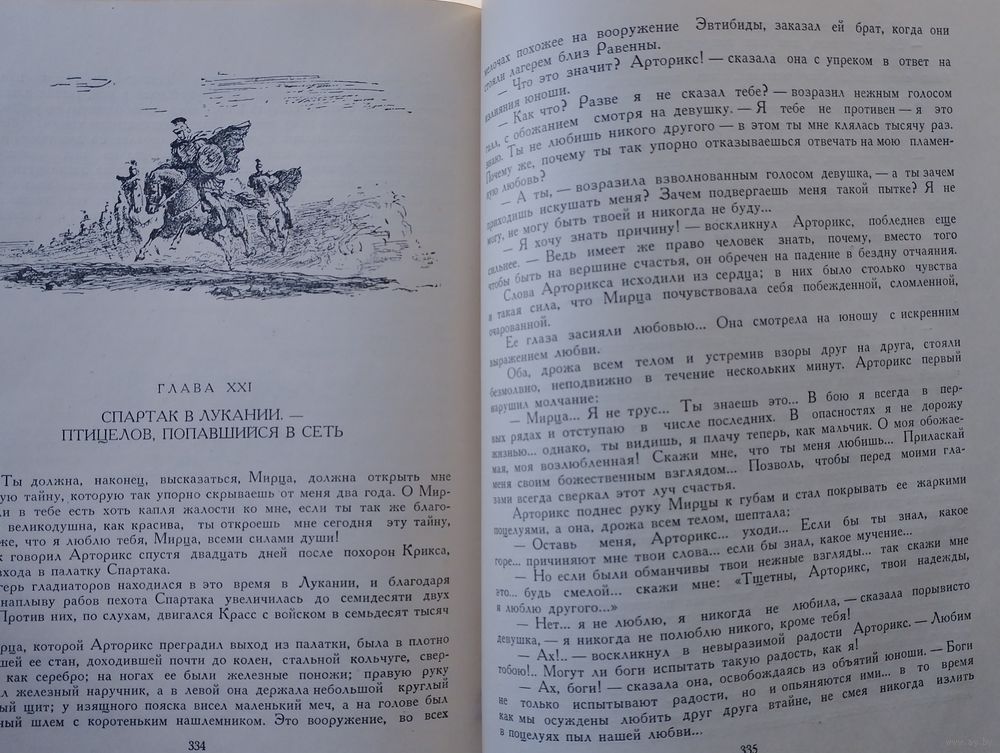 ГЛАВА XXI
СПАРТАК В ЛУКАНИИ. —
ПТИЦЕЛОВ, ПОПАВШИЙСЯ В СЕТЬ
Ты должна, наконец, высказаться, Мирца, должна открыть мне
ую тайну, которую так упорно скрываешь от меня два года. О Мир-
ли в тебе есть хоть капля жалости ко мне, если ты так же благо-
великодушна, как красива, ты откроешь мне сегодня эту тайну,
же, что я люблю тебя, Мирца, всеми силами души!
к говорил Арторикс спустя двадцать дней после похорон Крикса,
входа в палатку Спартака.
герь гладиаторов находился в это время в Лукании, и благодаря
наплыву рабов пехота Спартака увеличилась до семидесяти двух
Против них, по слухам, двигался Красс с войском в семьдесят тысяч
рца, которой Арторикс преградил выход из палатки, была в плотно
шей ее стан, доходившей почти до колен, стальной кольчуге, свер-
как серебро; на ногах ее были железные поножи; правую руку
л железный наручник, а в левой она держала небольшой круглый
ый щит; у изящного пояска висел маленький меч, а на голове был
ный шлем с коротеньким нашлемником. Это вооружение, во всех
334
мелочах похожее на вооружение Эвтибиды, заказал ей брат, когда они
стояли лагерем близ Равенны.
— Что это значит? Арторикс! — сказала она с упреком в ответ на
излияния юноши.
— Как что? Разве я не сказал тебе? — возразил нежным голосом
галл, с обожанием смотря на девушку. — Я тебе не противен — я это
знаю. Ты не любишь никого другого — в этом ты мне клялась тысячу раз.
Почему же, почему ты так упорно отказываешься отвечать на мою пламен-
ную любовь?
— А ты, — возразила взволнованным голосом девушка, — а ты зачем
приходишь искушать меня? Зачем подвергаешь меня такой пытке? Я не
могу, не могу быть твоей и никогда не буду...
— Я хочу знать причину! — воскликнул Арторикс, побледнев еще
сильнее. — Ведь имеет же право человек знать, почему, вместо того
чтобы быть на вершине счастья, он обречен на падение в бездну отчаяния.
Слова Арторикса исходили из сердца; в них было столько чувства
и такая сила, что Мирца почувствовала себя побежденной, сломленной,
очарованной.
Ее глаза засияли любовью... Она смотрела на юношу с искренним
выражением любви.
Оба, дрожа всем телом и устремив взоры друг на друга, стояли
безмолвно, неподвижно в течение нескольких минут. Арторикс первый
нарушил молчание:
— Мирца... Я не трус... Ты знаешь это... В бою я всегда в пер-
вых рядах и отступаю в числе последних. В опасностях я не дорожу
жизнью... однако, ты видишь, я плачу теперь, как мальчик. О моя обожае-
мая, моя возлюбленная! Скажи мне, что ты меня любишь... Приласкай
меня своим божественным взглядом... Позволь, чтобы перед моими гла-
зами всегда сверкал этот луч счастья.
Арторикс поднес руку Мирцы к губам и стал покрывать ее жаркими
поцелуями, а она, дрожа всем телом, шептала:
— Оставь меня, Арторикс... уходи... Если бы ты знал, какое
горе... причиняют мне твои слова... если бы знал, какое мучение...
— Но если были обманчивы твои нежные взгляды... так скажи мне
это... будь смелой... скажи мне: «Тщетны, Арторикс, твои надежды,
я люблю другого...»
— Нет... я не люблю, я никогда не любила, — сказала порывисто
девушка, — я никогда не полюблю никого, кроме тебя!
— Ах!.. — воскликнул в невыразимой радости Арторикс. — Любим
тобою!.. Могут ли боги испытать такую радость, как я!
— Ах, боги! — сказала она, освобождаясь из объятий юноши. — Боги
не только испытывают радости, но и опьяняются ими... в то время
как мы осуждены любить друг друга втайне, не смея никогда излить
в поцелуях пыл нашей любви...
335